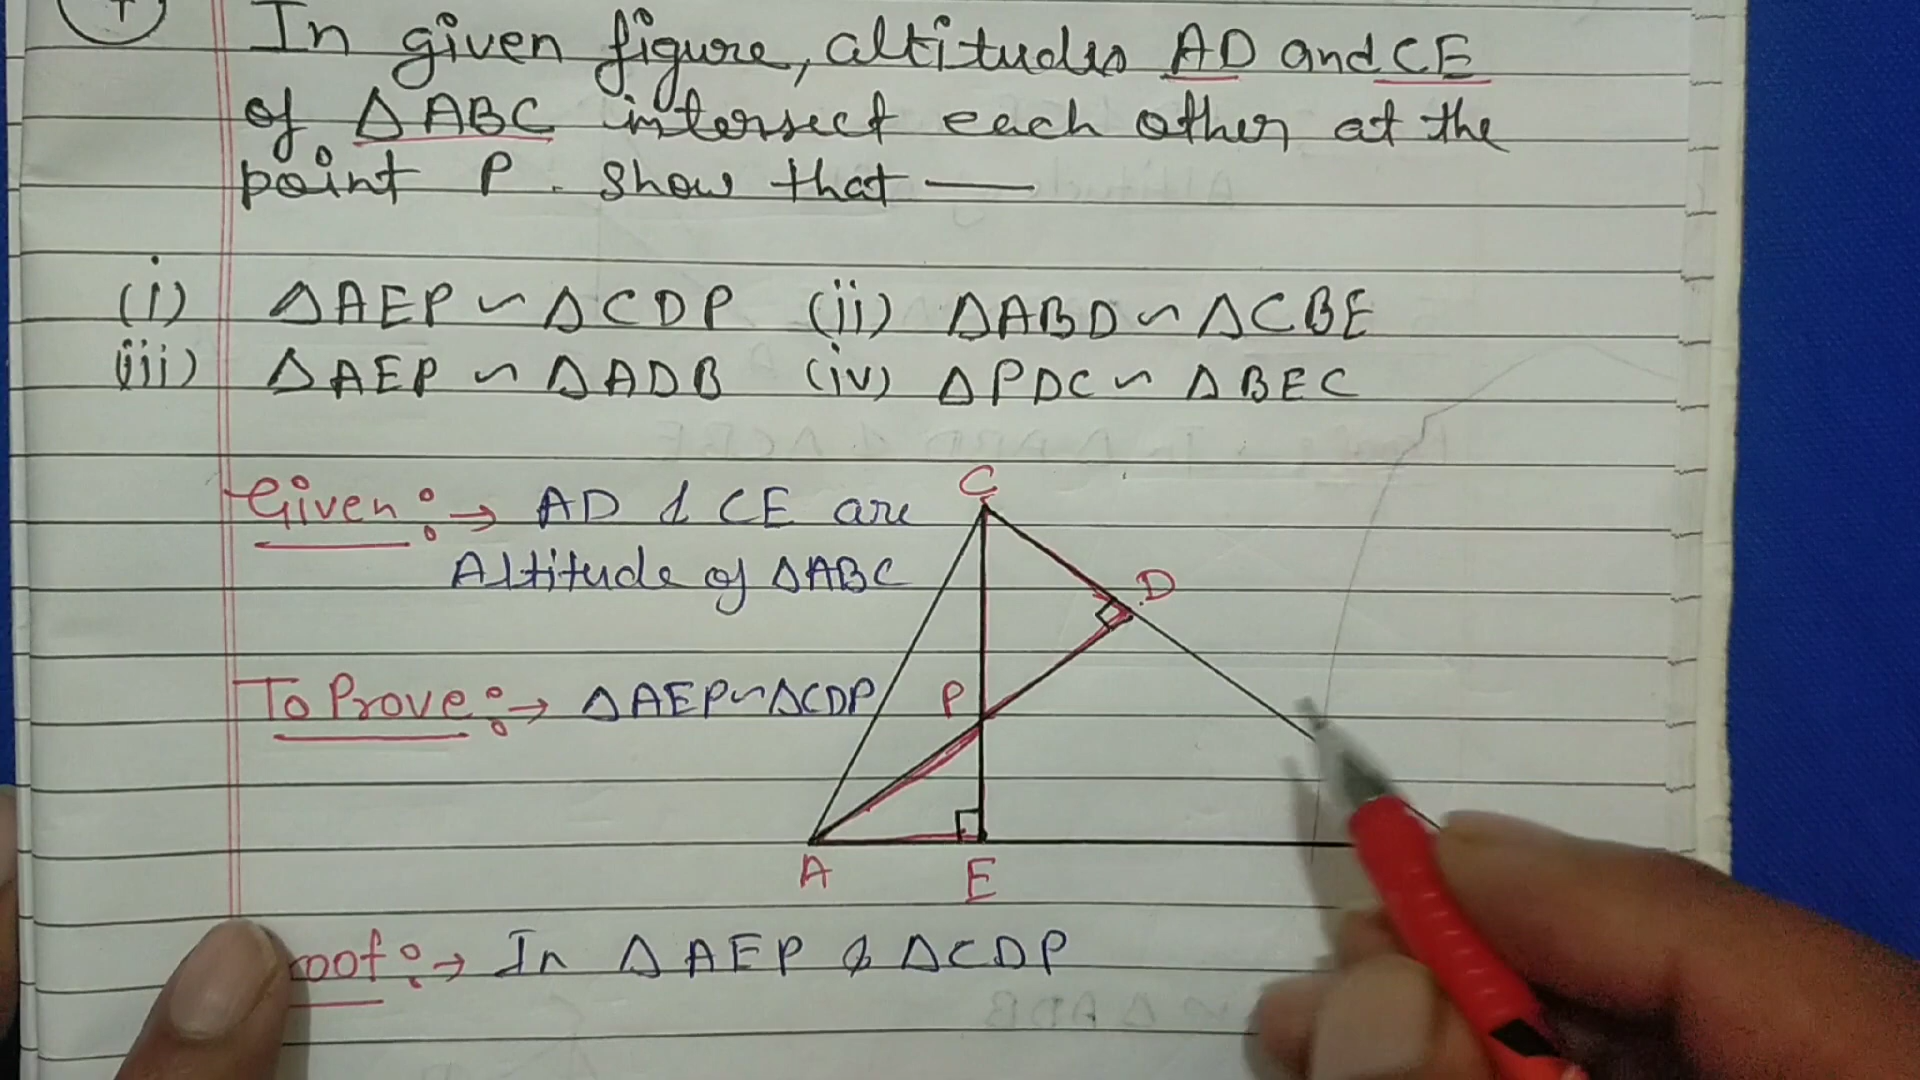 In given figure, altitudes AD and CE
of △ABC intersect each other at the
point P. Show that —
(i) △AEP ~ △CDP (ii) △ABD ~ △CBE
(iii) △AEP ~ △ADB (iv) △PDC ~ △BEC
Given :→ AD & CE are
Altitude of △ABC
C
D
To Prove :→ △AEP ~ △CDP
P
A E
oof :→ In △AEP & △CDP